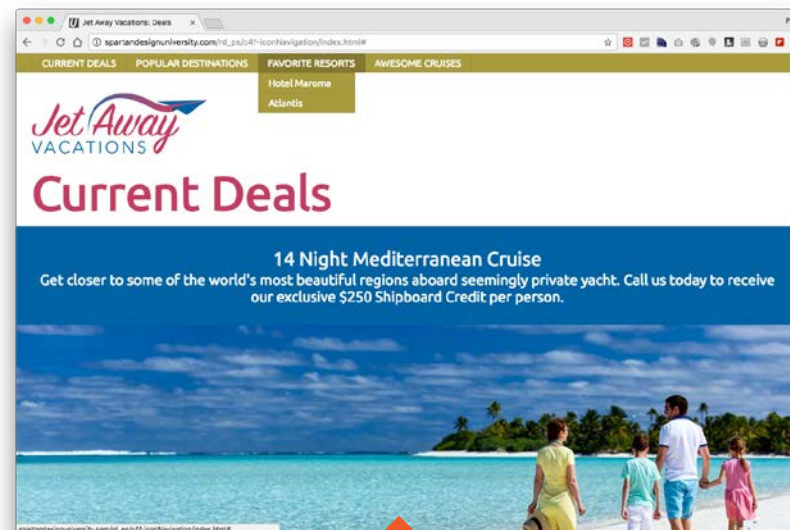 Jet Away Vacations: Deals
spartandesignuniversity.com/rd_pa/c4f-iconNavigation/index.html#
CURRENT DEALS POPULAR DESTINATIONS FAVORITE RESORTS AWESOME CRUISES
Hotel Maroma
Atlantis
Jet Away
VACATIONS
Current Deals
14 Night Mediterranean Cruise
Get closer to some of the world's most beautiful regions aboard seemingly private yacht. Call us today to receive
our exclusive $250 Shipboard Credit per person.